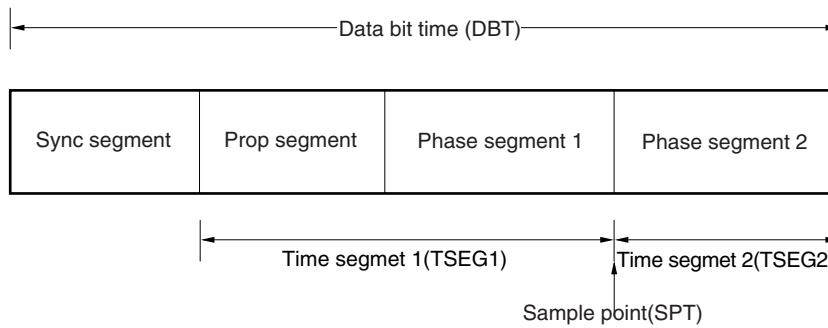 Data bit time (DBT)
Sync segment Prop segment Phase segment 1 Phase segment 2
Time segmet 1(TSEG1) Time segmet 2(TSEG2
Sample point(SPT)